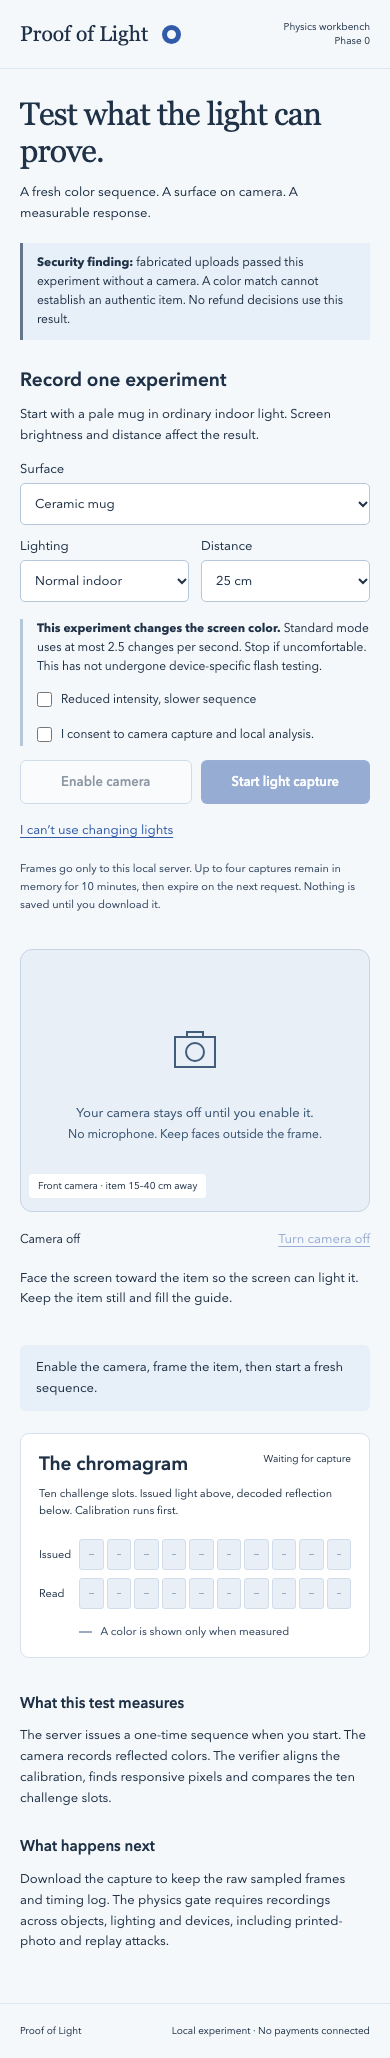 Proof of Light
Physics workbench
Phase 0
Test what the light can
prove.
A fresh color sequence. A surface on camera. A
measurable response.
Security finding: fabricated uploads passed this
experiment without a camera. A color match cannot
establish an authentic item. No refund decisions use this
result.
Record one experiment
Start with a pale mug in ordinary indoor light. Screen
brightness and distance affect the result.
Surface
Ceramic mug
Lighting
Distance
Normal indoor
25 cm
This experiment changes the screen color. Standard mode
uses at most 2.5 changes per second. Stop if uncomfortable.
This has not undergone device-specific flash testing.
Reduced intensity, slower sequence
I consent to camera capture and local analysis.
Enable camera
Start light capture
I can’t use changing lights
Frames go only to this local server. Up to four captures remain in
memory for 10 minutes, then expire on the next request. Nothing is
saved until you download it.
Your camera stays off until you enable it.
No microphone. Keep faces outside the frame.
Front camera · item 15–40 cm away
Camera off
Turn camera off
Face the screen toward the item so the screen can light it.
Keep the item still and fill the guide.
Enable the camera, frame the item, then start a fresh
sequence.
The chromagram
Waiting for capture
Ten challenge slots. Issued light above, decoded reflection
below. Calibration runs first.
Issued – – – – – – – – – –
Read – – – – – – – – – –
— A color is shown only when measured
What this test measures
The server issues a one-time sequence when you start. The
camera records reflected colors. The verifier aligns the
calibration, finds responsive pixels and compares the ten
challenge slots.
What happens next
Download the capture to keep the raw sampled frames
and timing log. The physics gate requires recordings
across objects, lighting and devices, including printed-
photo and replay attacks.
Proof of Light
Local experiment · No payments connected